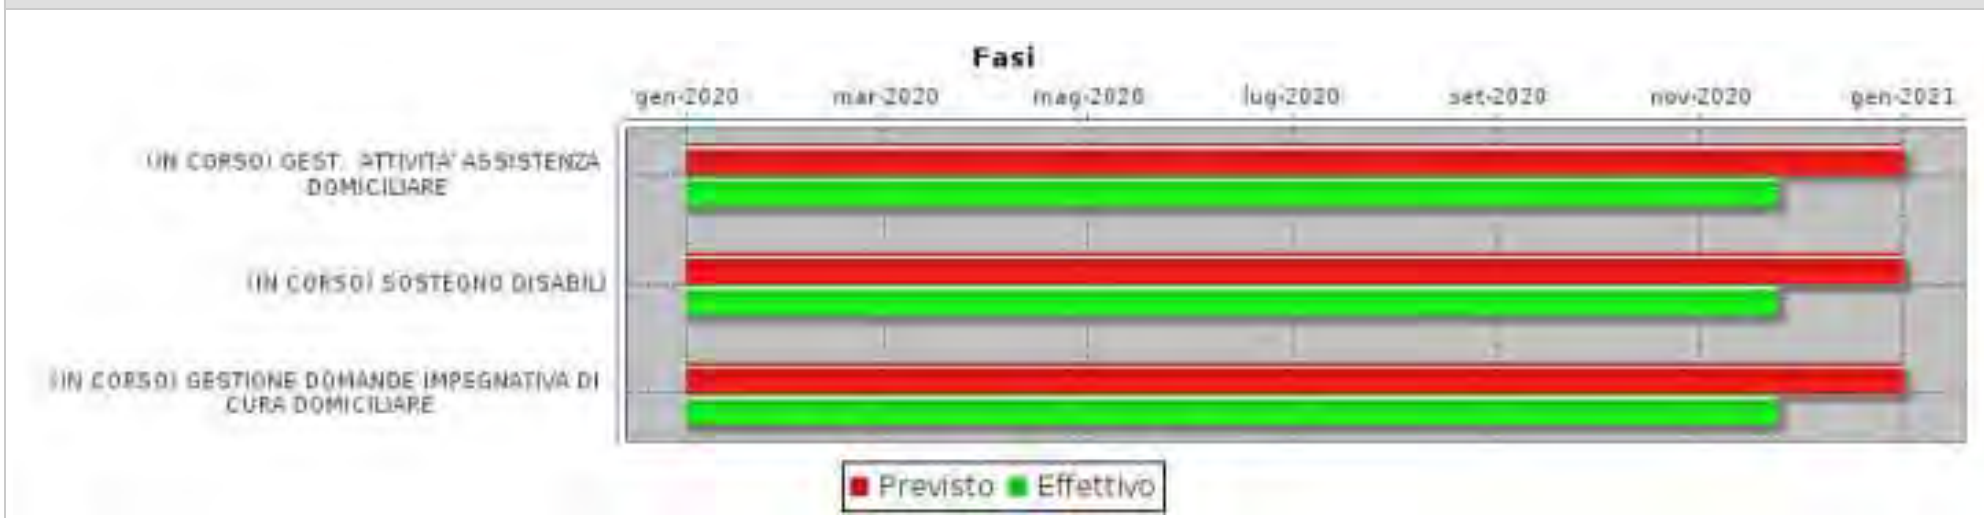 Fasi
gen-2020 mar-2020 mag-2020 lug-2020 set-2020 nov-2020 gen-2021
(IN CORSO) GEST. ATTIVITA' ASSISTENZA
DOMICILIARE
(IN CORSO) SOSTEGNO DISABILI
(IN CORSO) GESTIONE DOMANDE IMPEGNATIVA DI
CURA DOMICILIARE
Previsto Effettivo